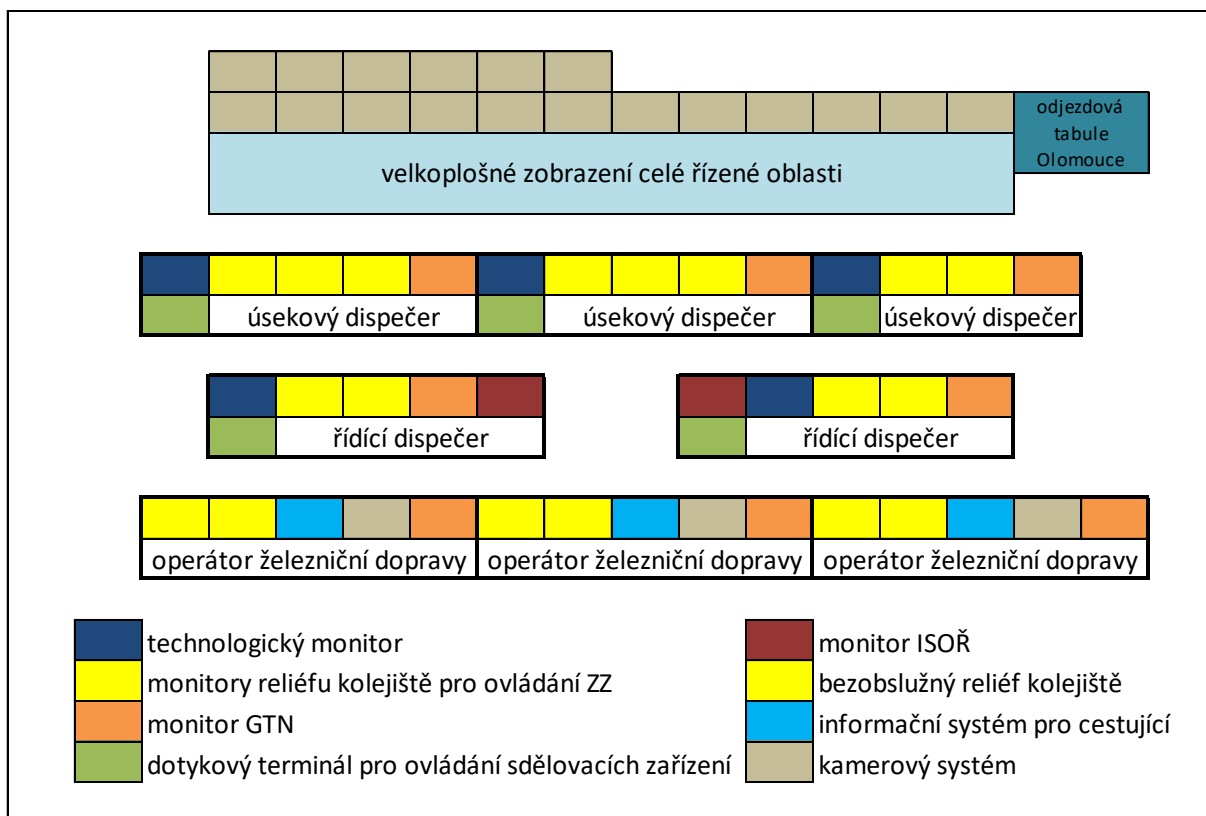 odjezdová
tabule
Olomouce
velkoplošné zobrazení celé řízené oblasti
úsekový dispečer
úsekový dispečer
úsekový dispečer
řídící dispečer
řídící dispečer
operátor železniční dopravy
operátor železniční dopravy
operátor železniční dopravy
technologický monitor
monitory reliéfu kolejiště pro ovládání ZZ
monitor GTN
dotykový terminál pro ovládání sdělovacích zařízení
monitor ISOŘ
bezobslužný reliéf kolejiště
informační systém pro cestující
kamerový systém